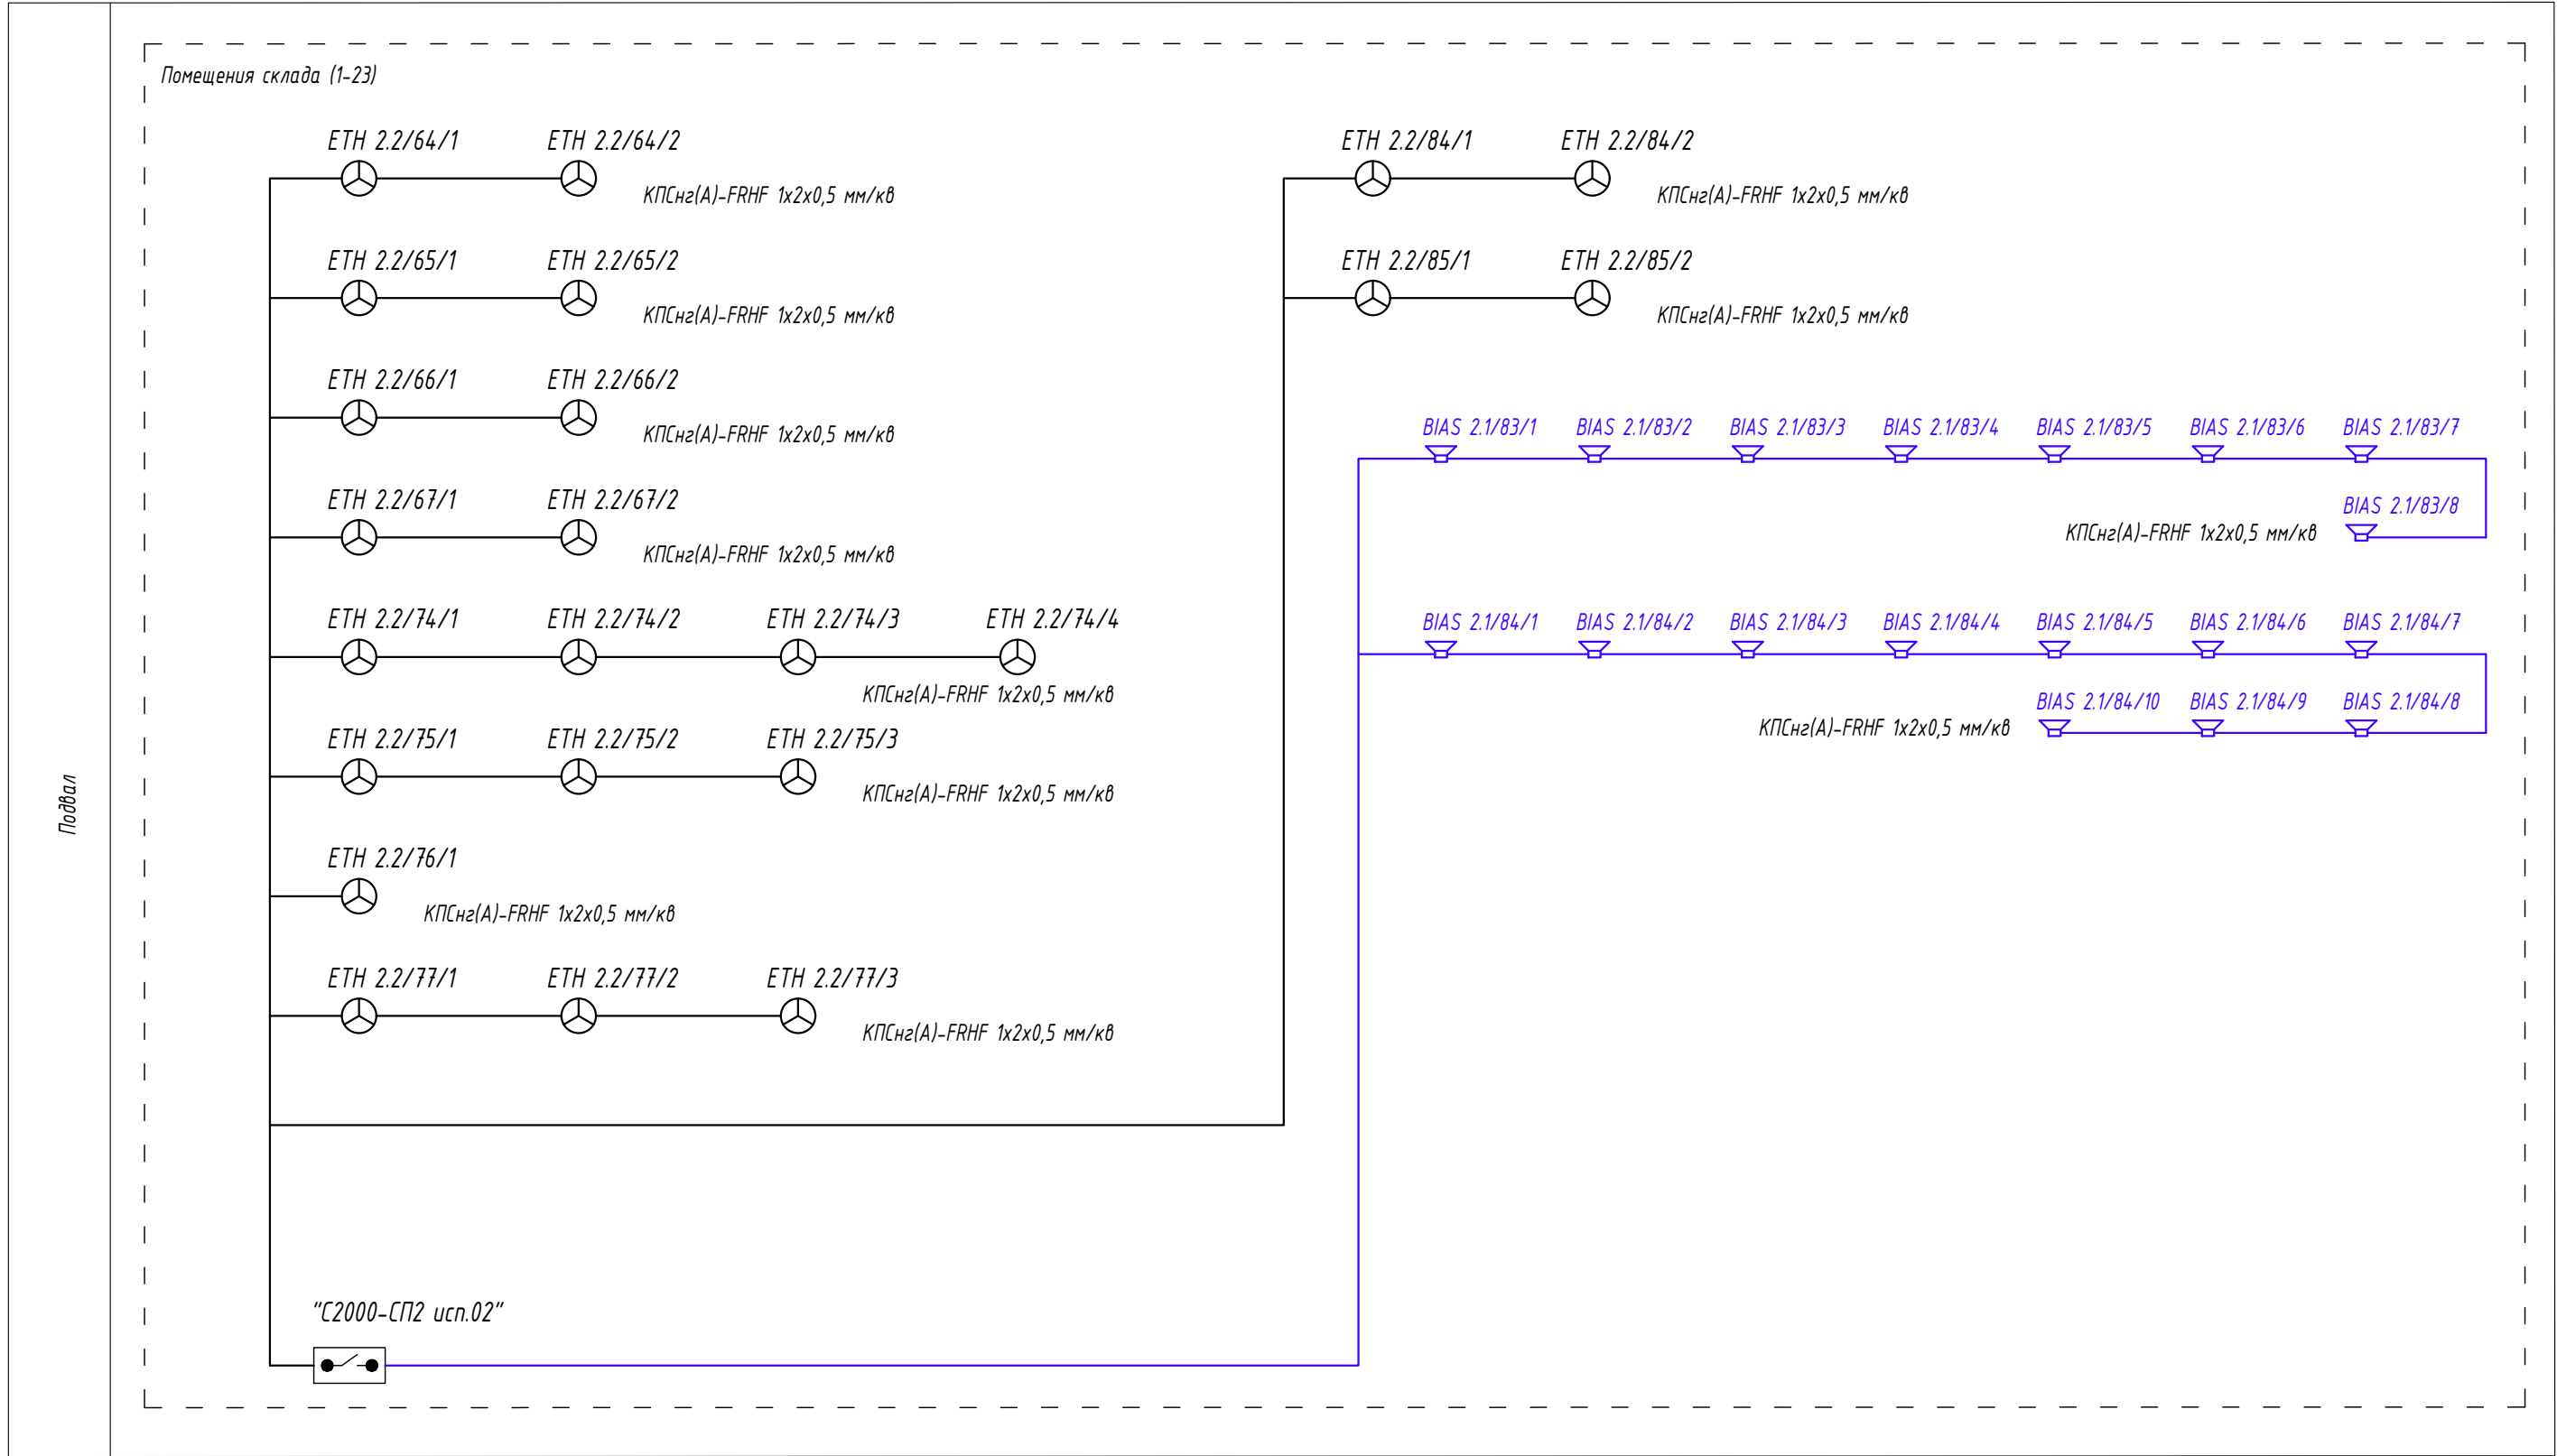 Помещения склада (1-23)
ETH 2.2/64/1 ETH 2.2/64/2
КПСнг(А)-FRHF 1x2x0,5 мм/кв
ETH 2.2/65/1 ETH 2.2/65/2
КПСнг(А)-FRHF 1x2x0,5 мм/кв
ETH 2.2/66/1 ETH 2.2/66/2
КПСнг(А)-FRHF 1x2x0,5 мм/кв
ETH 2.2/67/1 ETH 2.2/67/2
КПСнг(А)-FRHF 1x2x0,5 мм/кв
ETH 2.2/74/1 ETH 2.2/74/2 ETH 2.2/74/3 ETH 2.2/74/4
КПСнг(А)-FRHF 1x2x0,5 мм/кв
ETH 2.2/75/1 ETH 2.2/75/2 ETH 2.2/75/3
КПСнг(А)-FRHF 1x2x0,5 мм/кв
ETH 2.2/76/1
КПСнг(А)-FRHF 1x2x0,5 мм/кв
ETH 2.2/77/1 ETH 2.2/77/2 ETH 2.2/77/3
КПСнг(А)-FRHF 1x2x0,5 мм/кв
ETH 2.2/84/1 ETH 2.2/84/2
КПСнг(А)-FRHF 1x2x0,5 мм/кв
ETH 2.2/85/1 ETH 2.2/85/2
КПСнг(А)-FRHF 1x2x0,5 мм/кв
BIAS 2.1/83/1 BIAS 2.1/83/2 BIAS 2.1/83/3 BIAS 2.1/83/4 BIAS 2.1/83/5 BIAS 2.1/83/6 BIAS 2.1/83/7
BIAS 2.1/83/8
КПСнг(А)-FRHF 1x2x0,5 мм/кв
BIAS 2.1/84/1 BIAS 2.1/84/2 BIAS 2.1/84/3 BIAS 2.1/84/4 BIAS 2.1/84/5 BIAS 2.1/84/6 BIAS 2.1/84/7
BIAS 2.1/84/10 BIAS 2.1/84/9 BIAS 2.1/84/8
КПСнг(А)-FRHF 1x2x0,5 мм/кв
"С2000-СП2 исп.02"
Подвал